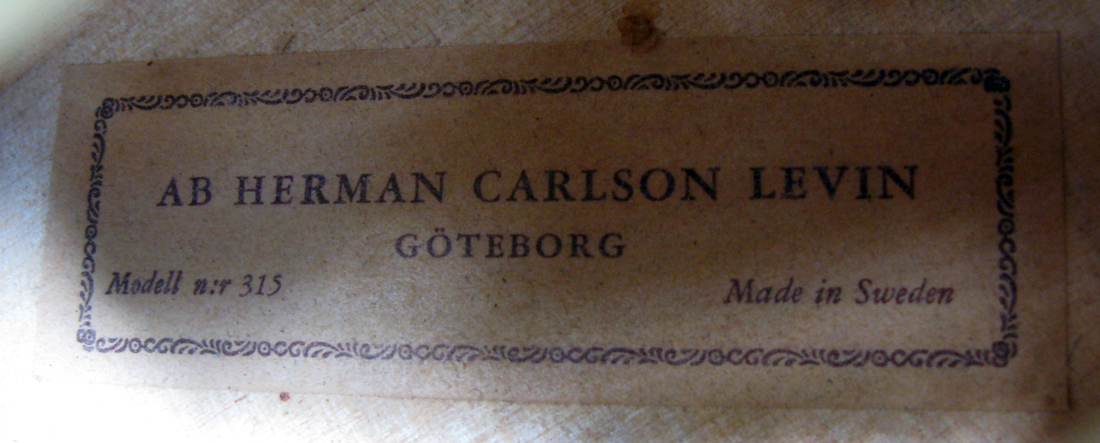 AB HERMAN CARLSON LEVIN
GÖTEBORG
Modell n:r 315
Made in Sweden